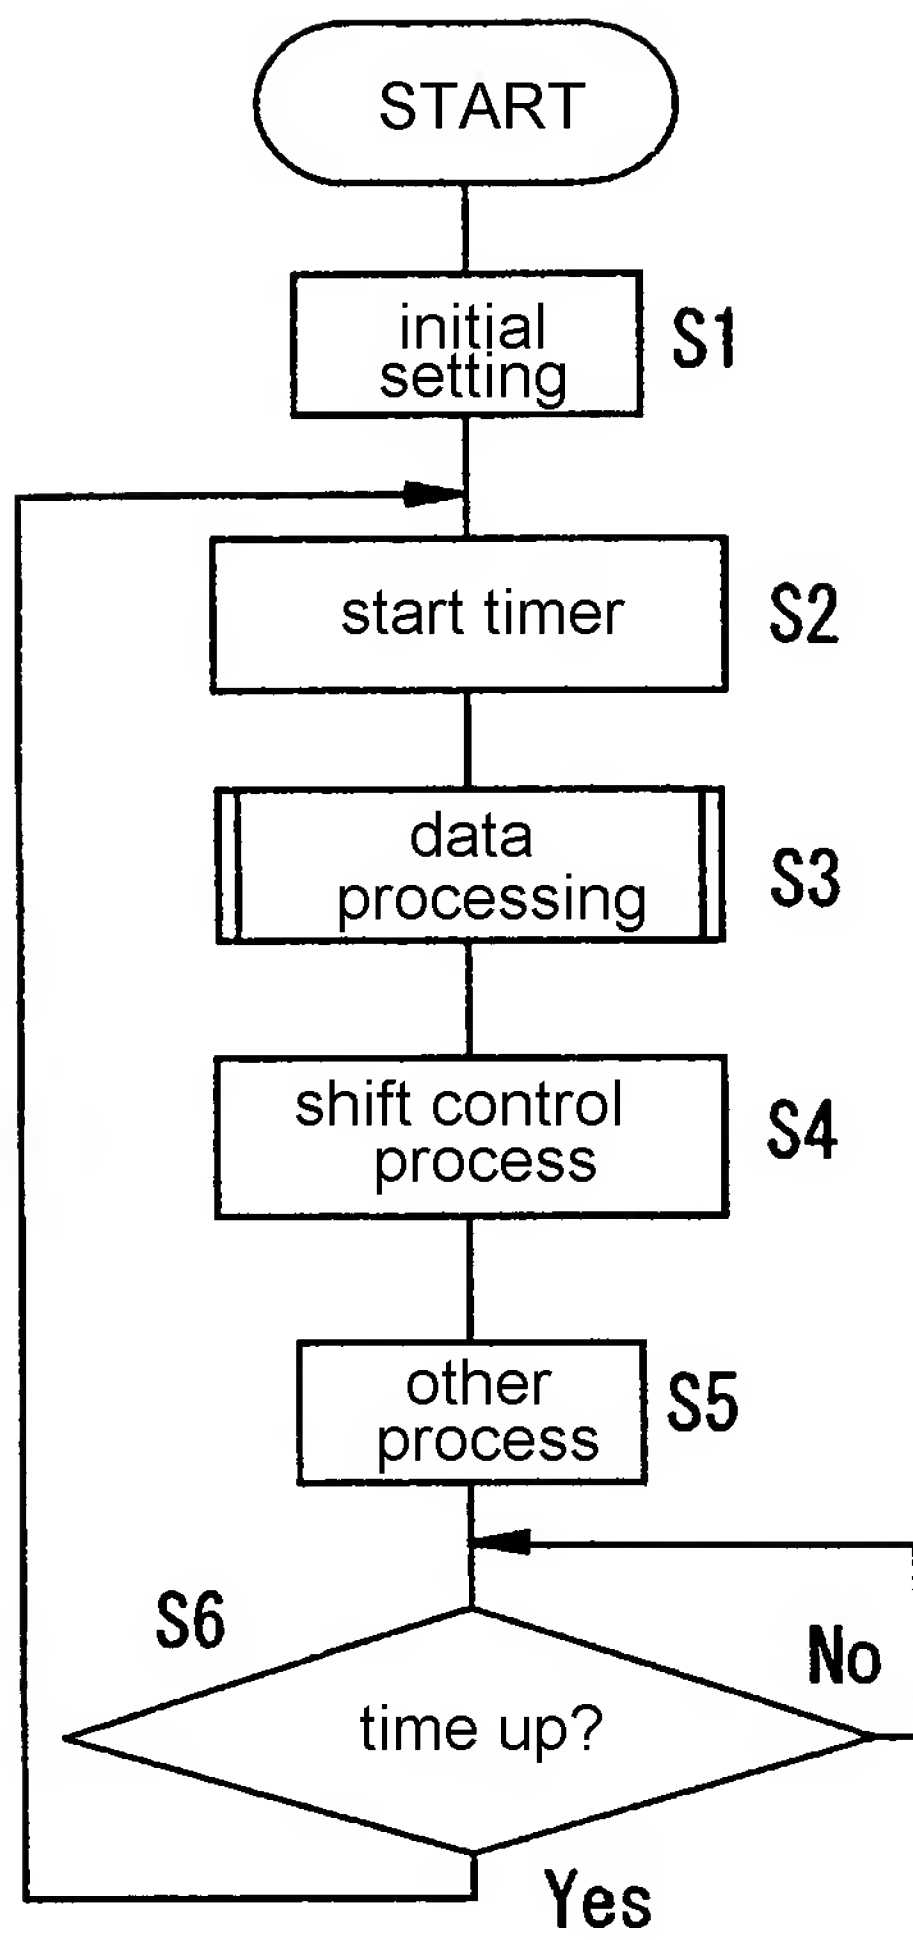 START
initial
setting
S1
start timer
S2
data
processing
S3
shift control
process
S4
other
process
S5
S6
time up?
No
Yes